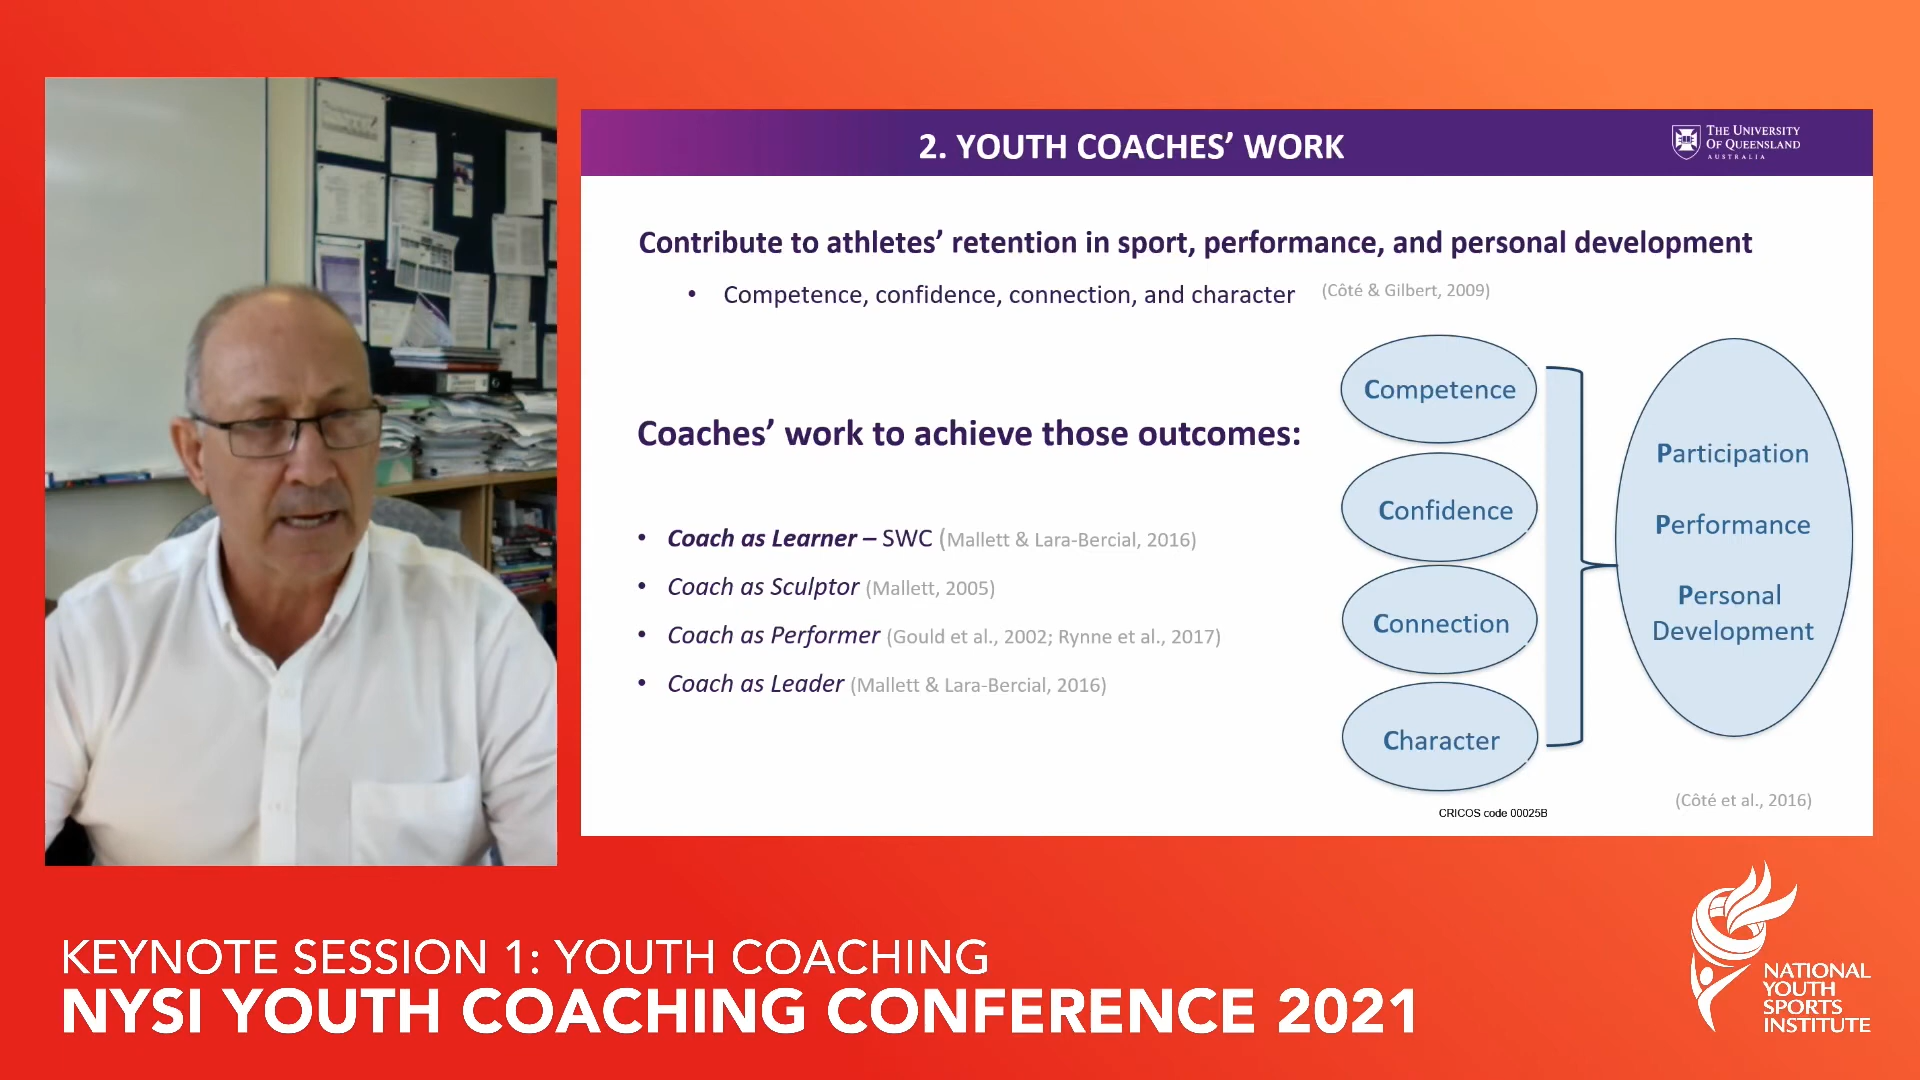 2. YOUTH COACHES’ WORK
THE UNIVERSITY
OF QUEENSLAND
AUSTRALIA
Contribute to athletes’ retention in sport, performance, and personal development
• Competence, confidence, connection, and character (Côté & Gilbert, 2009)
Coaches’ work to achieve those outcomes:
• Coach as Learner – SWC (Mallett & Lara-Bercial, 2016)
• Coach as Sculptor (Mallett, 2005)
• Coach as Performer (Gould et al., 2002; Rynne et al., 2017)
• Coach as Leader (Mallett & Lara-Bercial, 2016)
Competence
Confidence
Connection
Character
Participation
Performance
Personal
Development
(Côté et al., 2016)
CRICOS code 00025B
KEYNOTE SESSION 1: YOUTH COACHING
NYSI YOUTH COACHING CONFERENCE 2021
NATIONAL
YOUTH
SPORTS
INSTITUTE